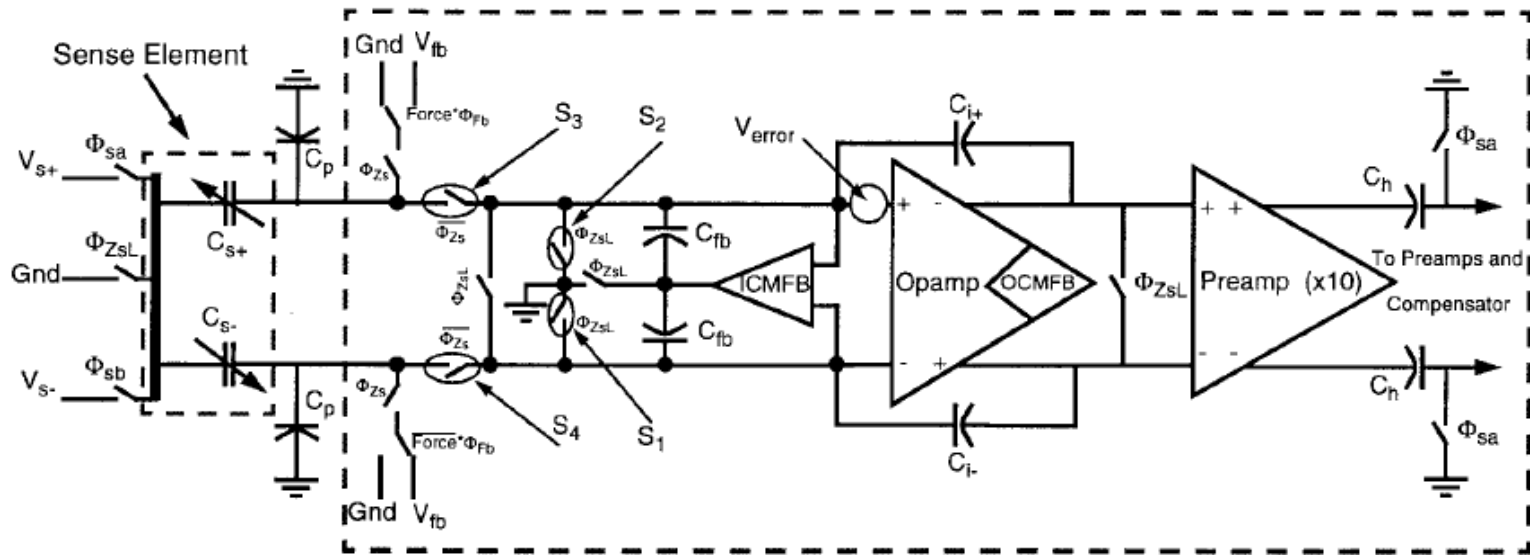 Sense Element
Gnd V_fb
Force*Φ_Fb
Φ_Zs
S_3
S_2
V_error
C_i+
Φ_sa
V_s+
Φ_sa
C_p
C_s+
Φ_Zs (overlined)
Φ_ZsL
C_fb
+ -
+ +
C_h
Φ_ZsL
Gnd
Φ_ZsL
Φ_ZsL
ICMFB
Opamp
OCMFB
Φ_ZsL
Preamp (x10)
To Preamps and
Compensator
C_s-
Φ_Zs (overlined)
Φ_ZsL
C_fb
- +
- -
V_s-
Φ_sb
C_p
Φ_Zs
S_4
S_1
C_i-
C_h
Φ_sa
Force*Φ_Fb
Gnd
V_fb